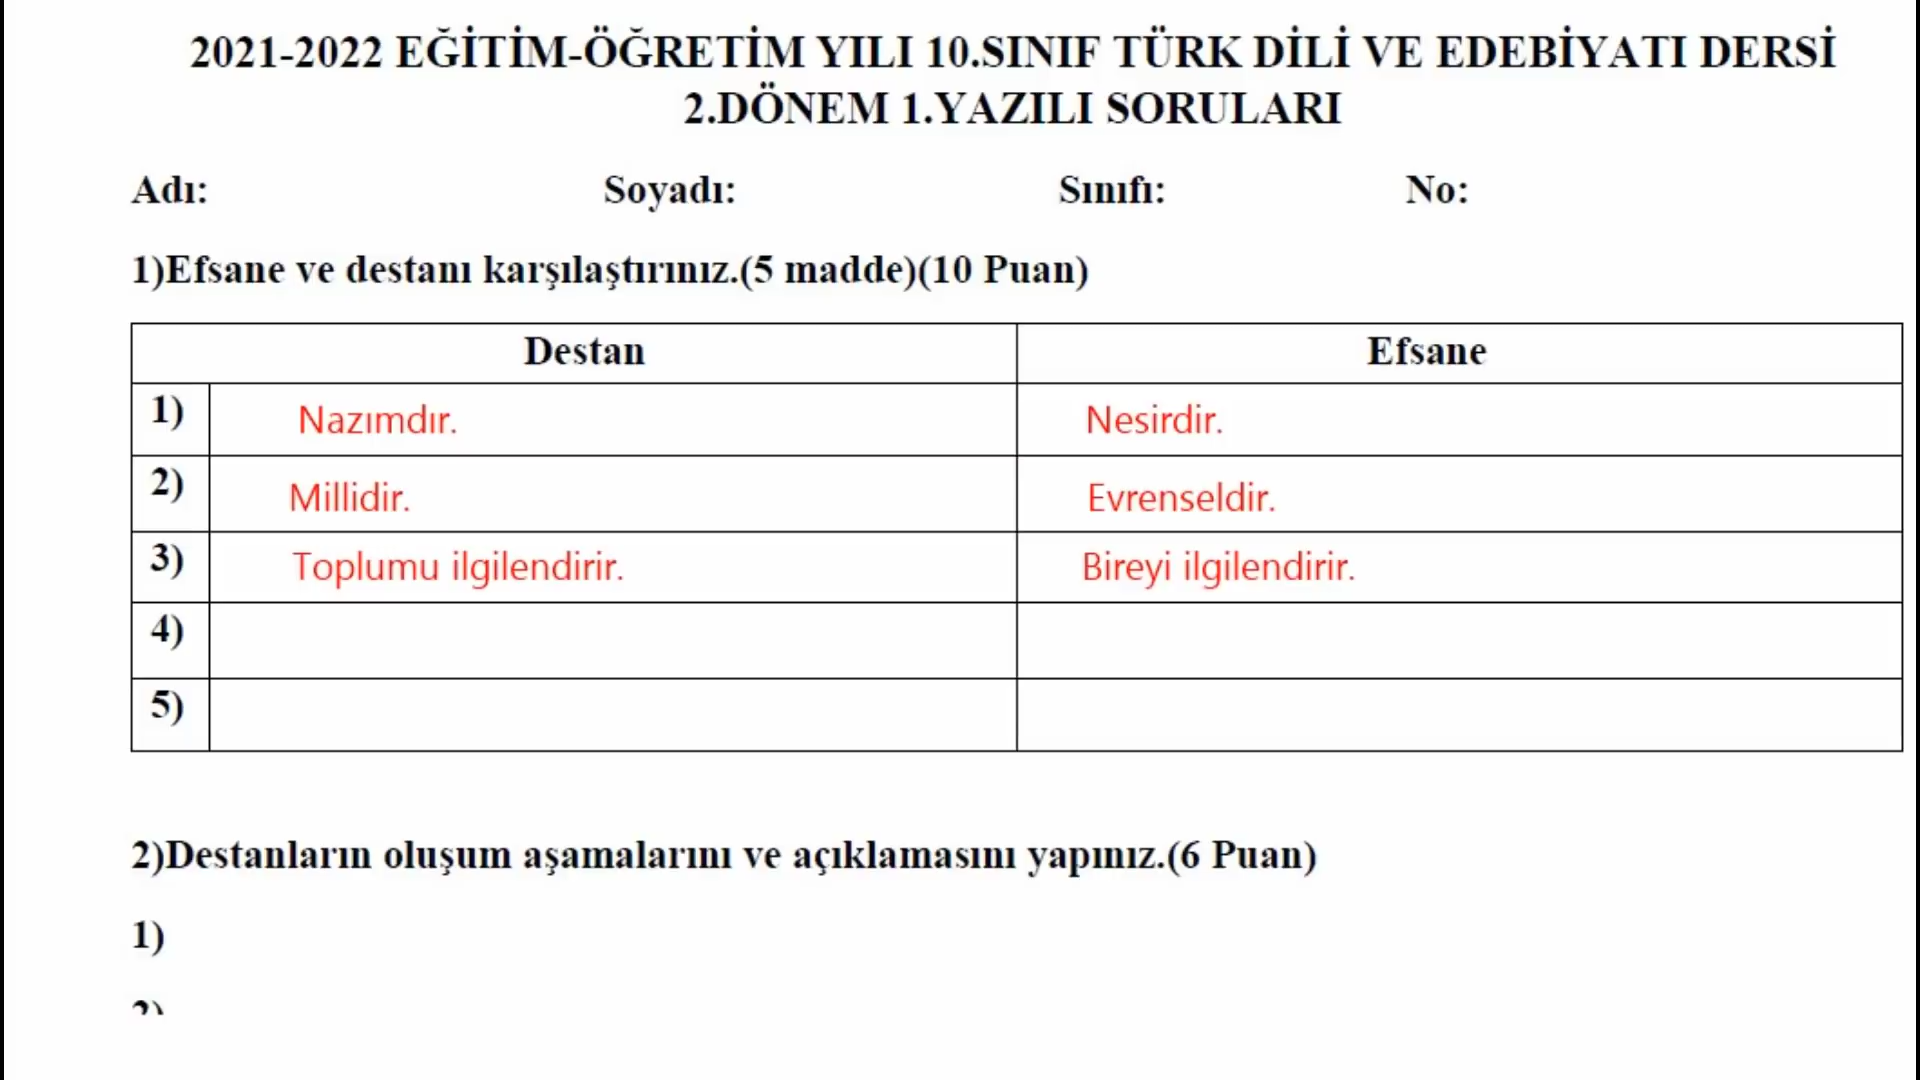 2021-2022 EĞİTİM-ÖĞRETİM YILI 10.SINIF TÜRK DİLİ VE EDEBİYATI DERSİ
2.DÖNEM 1.YAZILI SORULARI
Adı: Soyadı: Sınıfı: No:
1)Efsane ve destanı karşılaştırınız.(5 madde)(10 Puan)
Destan Efsane
1) Nazımdır. Nesirdir.
2) Millidir. Evrenseldir.
3) Toplumu ilgilendirir. Bireyi ilgilendirir.
4)
5)
2)Destanların oluşum aşamalarını ve açıklamasını yapınız.(6 Puan)
1)